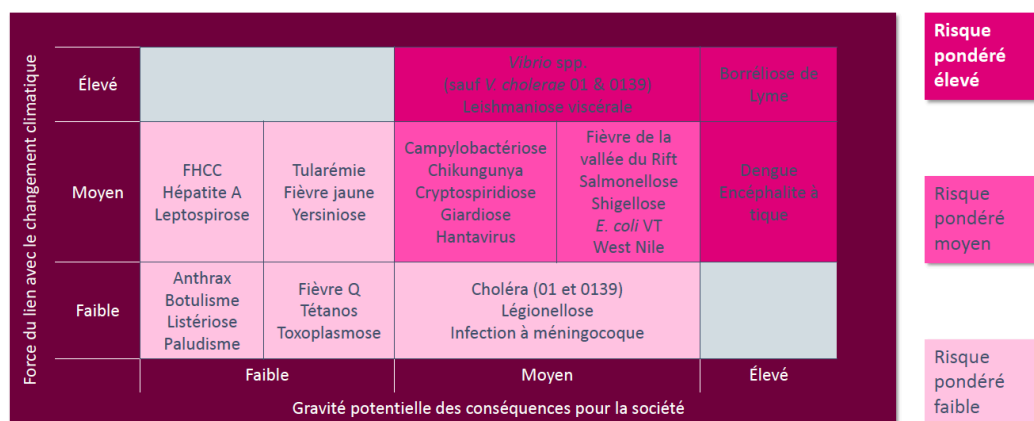 Force du lien avec le changement climatique
Élevé
Vibrio spp.
(sauf V. cholerae 01 & 0139)
Leishmaniose viscérale
Borréliose de
Lyme
Moyen
FHCC
Hépatite A
Leptospirose
Tularémie
Fièvre jaune
Yersiniose
Campylobactériose
Chikungunya
Cryptospiridiose
Giardiose
Hantavirus
Fièvre de la
vallée du Rift
Salmonellose
Shigellose
E. coli VT
West Nile
Dengue
Encéphalite à
tique
Faible
Anthrax
Botulisme
Listériose
Paludisme
Fièvre Q
Tétanos
Toxoplasmose
Choléra (01 et 0139)
Légionellose
Infection à méningocoque
Faible
Moyen
Élevé
Gravité potentielle des conséquences pour la société
Risque
pondéré
élevé
Risque
pondéré
moyen
Risque
pondéré
faible